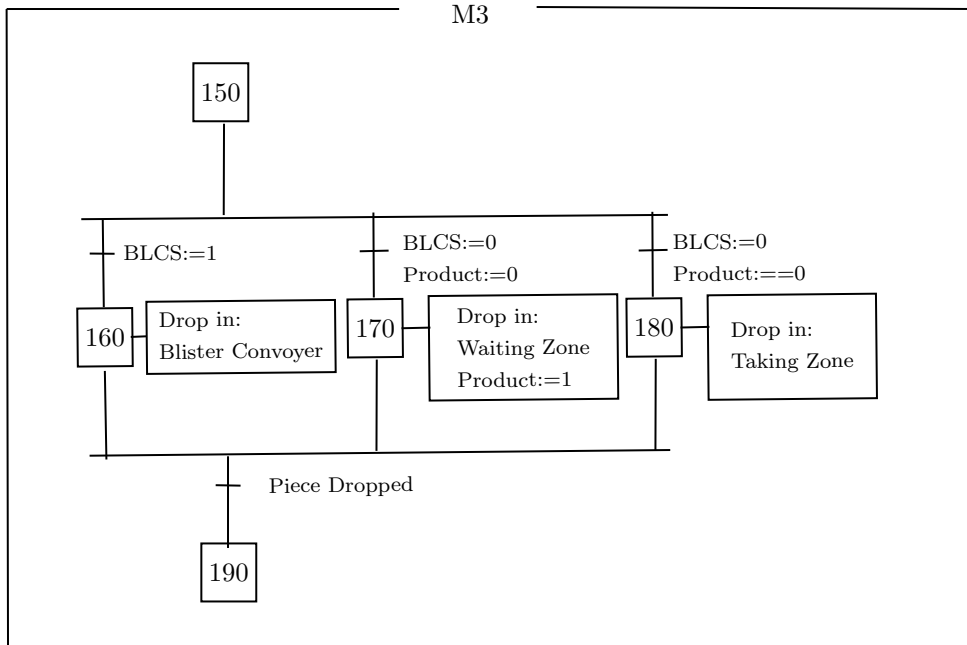 M3
150
BLCS:=1
BLCS:=0
Product:=0
BLCS:=0
Product:==0
160
Drop in:
Blister Convoyer
170
Drop in:
Waiting Zone
Product:=1
180
Drop in:
Taking Zone
Piece Dropped
190